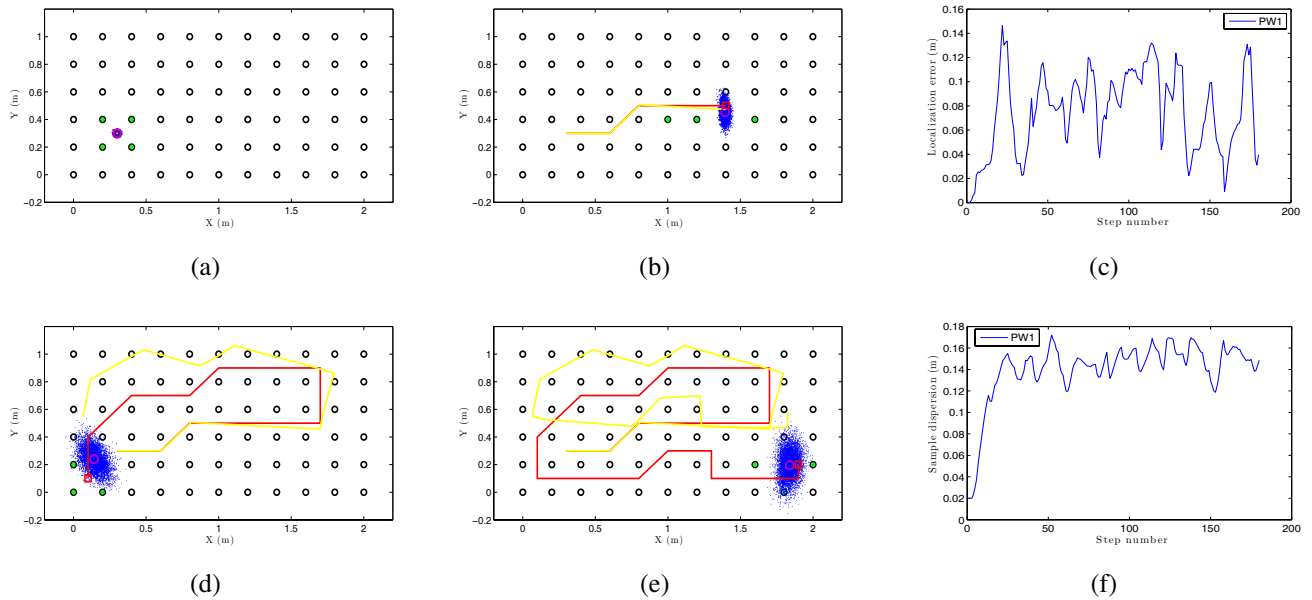 1
0.8
0.6
0.4
0.2
0
−0.2
Y (m)
0 0.5 1 1.5 2
X (m)
(a)
1
0.8
0.6
0.4
0.2
0
−0.2
Y (m)
0 0.5 1 1.5 2
X (m)
(b)
0.16
0.14
0.12
0.1
0.08
0.06
0.04
0.02
0
Localization error (m)
PW1
0 50 100 150 200
Step number
(c)
1
0.8
0.6
0.4
0.2
0
−0.2
Y (m)
0 0.5 1 1.5 2
X (m)
(d)
1
0.8
0.6
0.4
0.2
0
−0.2
Y (m)
0 0.5 1 1.5 2
X (m)
(e)
0.18
0.16
0.14
0.12
0.1
0.08
0.06
0.04
0.02
0
Sample dispersion (m)
PW1
0 50 100 150 200
Step number
(f)